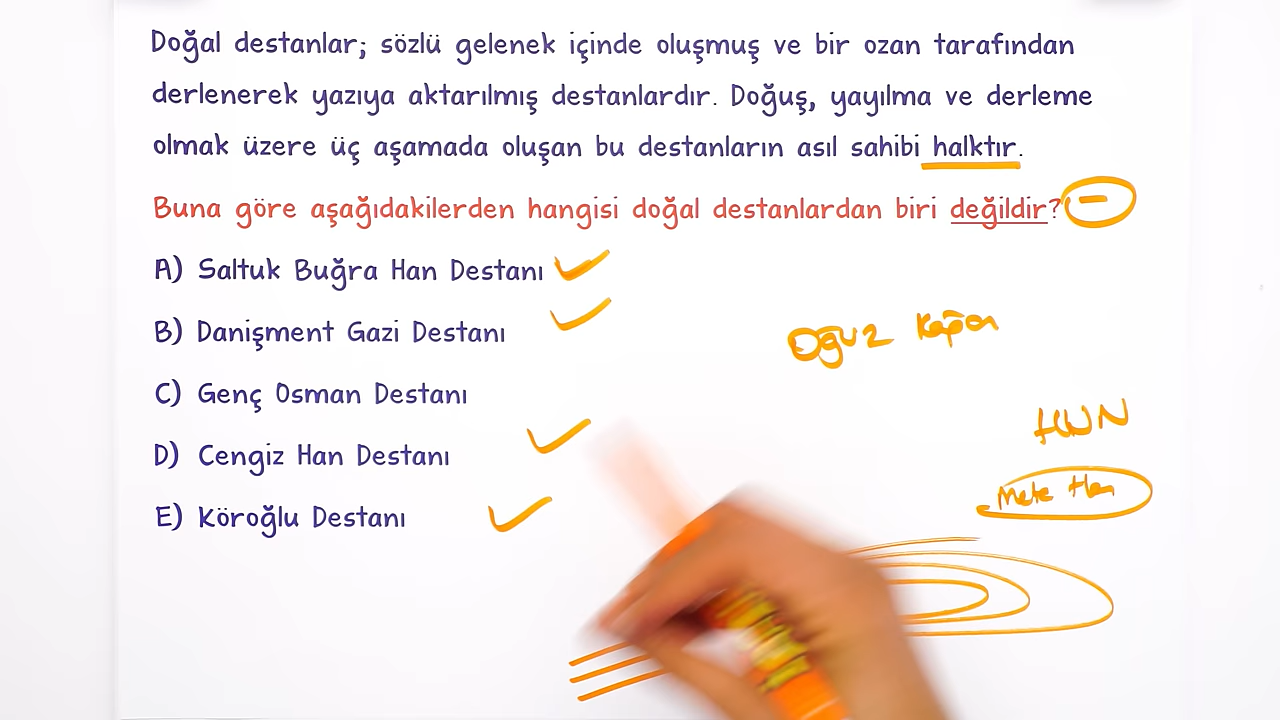 Doğal destanlar; sözlü gelenek içinde oluşmuş ve bir ozan tarafından
derlenerek yazıya aktarılmış destanlardır. Doğuş, yayılma ve derleme
olmak üzere üç aşamada oluşan bu destanların asıl sahibi halktır.
Buna göre aşağıdakilerden hangisi doğal destanlardan biri değildir?
A) Saltuk Buğra Han Destanı
B) Danişment Gazi Destanı
C) Genç Osman Destanı
D) Cengiz Han Destanı
E) Köroğlu Destanı
Oğuz
HUN
Mete Han